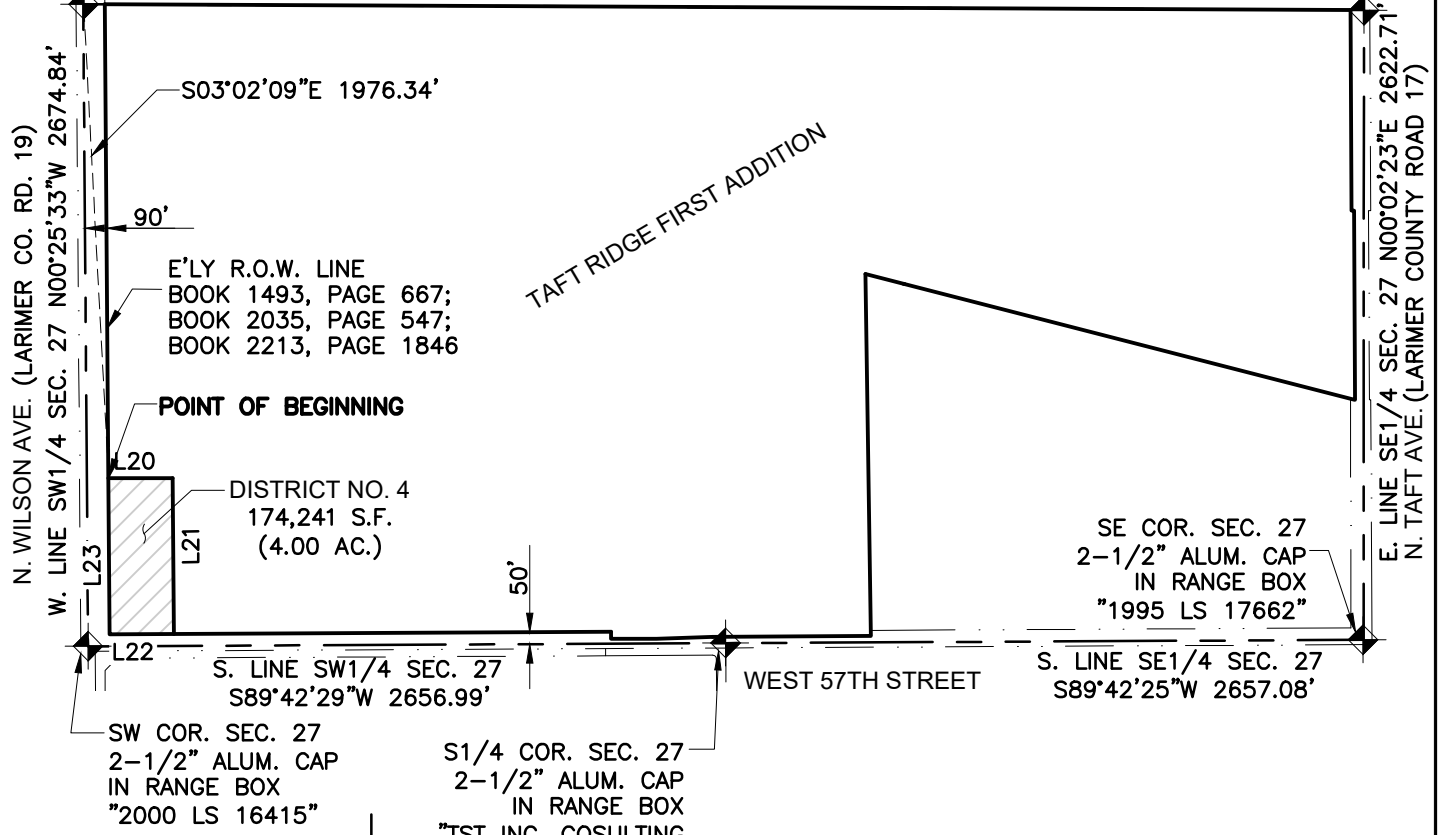 S03°02'09"E 1976.34'
N. WILSON AVE. (LARIMER CO. RD. 19)
W. LINE SW1/4 SEC. 27 N00°25'33"W 2674.84'
90'
E'LY R.O.W. LINE
BOOK 1493, PAGE 667;
BOOK 2035, PAGE 547;
BOOK 2213, PAGE 1846
TAFT RIDGE FIRST ADDITION
E. LINE SE1/4 SEC. 27 N00°02'23"E 2622.71'
N. TAFT AVE. (LARIMER COUNTY ROAD 17)
POINT OF BEGINNING
L20
DISTRICT NO. 4
174,241 S.F.
(4.00 AC.)
L21
L23
L22
50'
SE COR. SEC. 27
2-1/2" ALUM. CAP
IN RANGE BOX
"1995 LS 17662"
S. LINE SW1/4 SEC. 27
S89°42'29"W 2656.99'
WEST 57TH STREET
S. LINE SE1/4 SEC. 27
S89°42'25"W 2657.08'
SW COR. SEC. 27
2-1/2" ALUM. CAP
IN RANGE BOX
"2000 LS 16415"
S1/4 COR. SEC. 27
2-1/2" ALUM. CAP
IN RANGE BOX
"TST INC. COSULTING